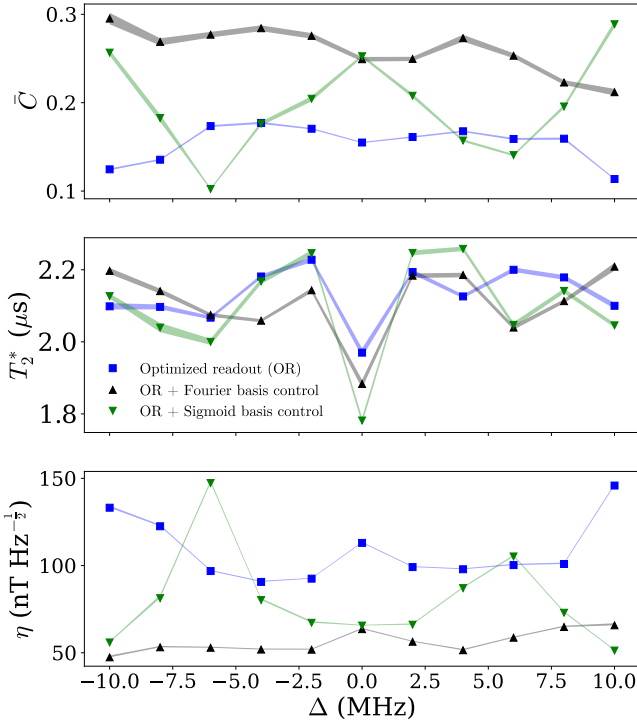 0.3
0.2
0.1
C̄
2.2
2.0
1.8
T₂* (μs)
Optimized readout (OR)
OR + Fourier basis control
OR + Sigmoid basis control
150
100
50
η (nT Hz^{-1/2})
−10.0 −7.5 −5.0 −2.5 0.0 2.5 5.0 7.5 10.0
Δ (MHz)